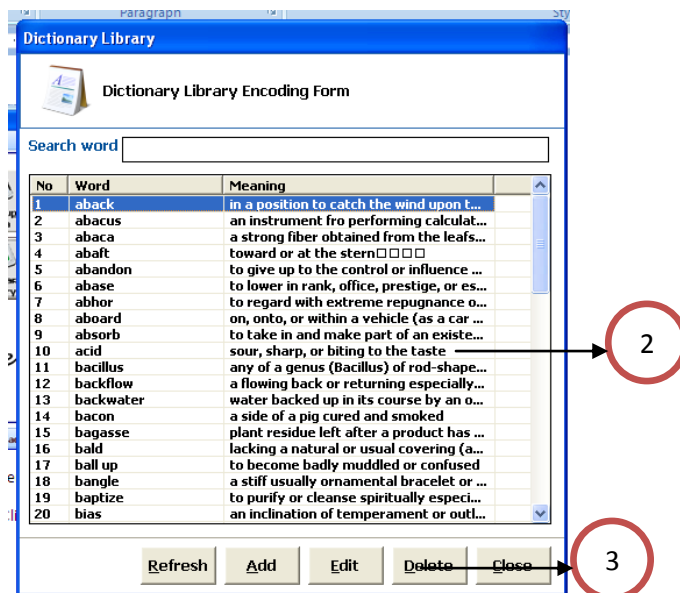 Paragraph Sty
Dictionary Library
Dictionary Library Encoding Form
Search word
No Word Meaning
1 aback in a position to catch the wind upon t...
2 abacus an instrument fro performing calculat...
3 abaca a strong fiber obtained from the leafs...
4 abaft toward or at the stern□□□□
5 abandon to give up to the control or influence ...
6 abase to lower in rank, office, prestige, or es...
7 abhor to regard with extreme repugnance o...
8 aboard on, onto, or within a vehicle (as a car ...
9 absorb to take in and make part of an existe...
10 acid sour, sharp, or biting to the taste
2
11 bacillus any of a genus (Bacillus) of rod-shape...
12 backflow a flowing back or returning especially...
13 backwater water backed up in its course by an o...
14 bacon a side of a pig cured and smoked
15 bagasse plant residue left after a product has ...
16 bald lacking a natural or usual covering (a...
17 ball up to become badly muddled or confused
18 bangle a stiff usually ornamental bracelet or ...
19 baptize to purify or cleanse spiritually especi...
20 bias an inclination of temperament or outl...
Refresh Add Edit Delete Close
3